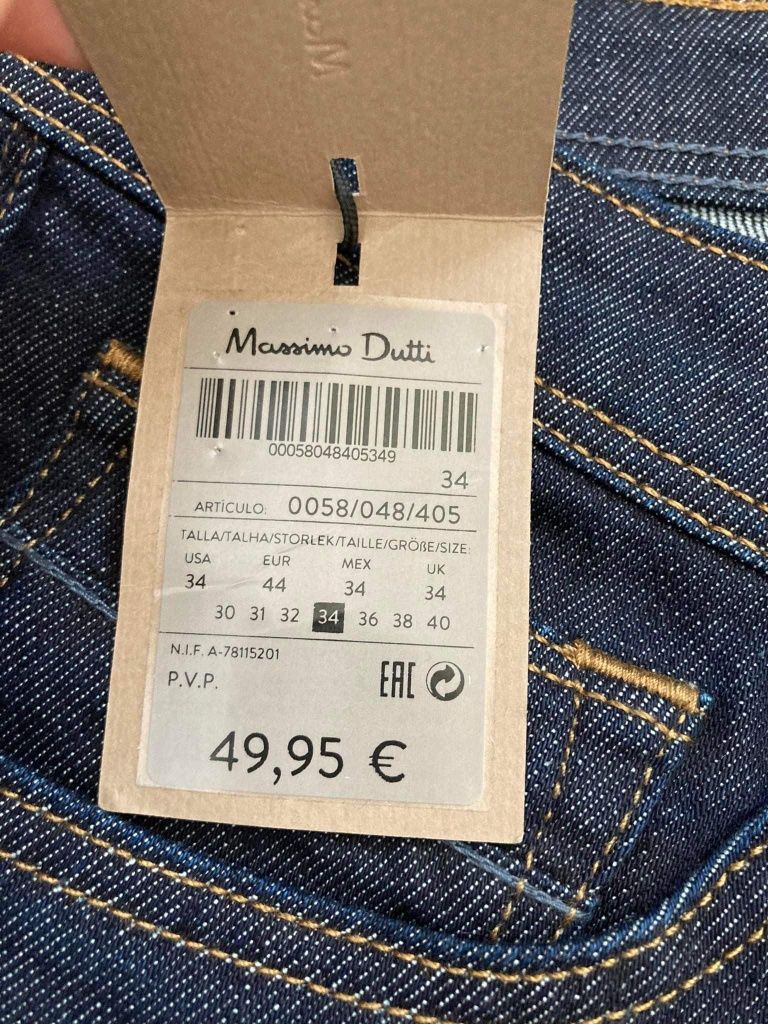 Massimo Dutti
00058048405349
34
ARTÍCULO: 0058/048/405
TALLA/TALHA/STORLEK/TAILLE/GRÖßE/SIZE:
USA EUR MEX UK
34 44 34 34
30 31 32 34 36 38 40
N.I.F. A-78115201
P.V.P. EAC
49,95 €